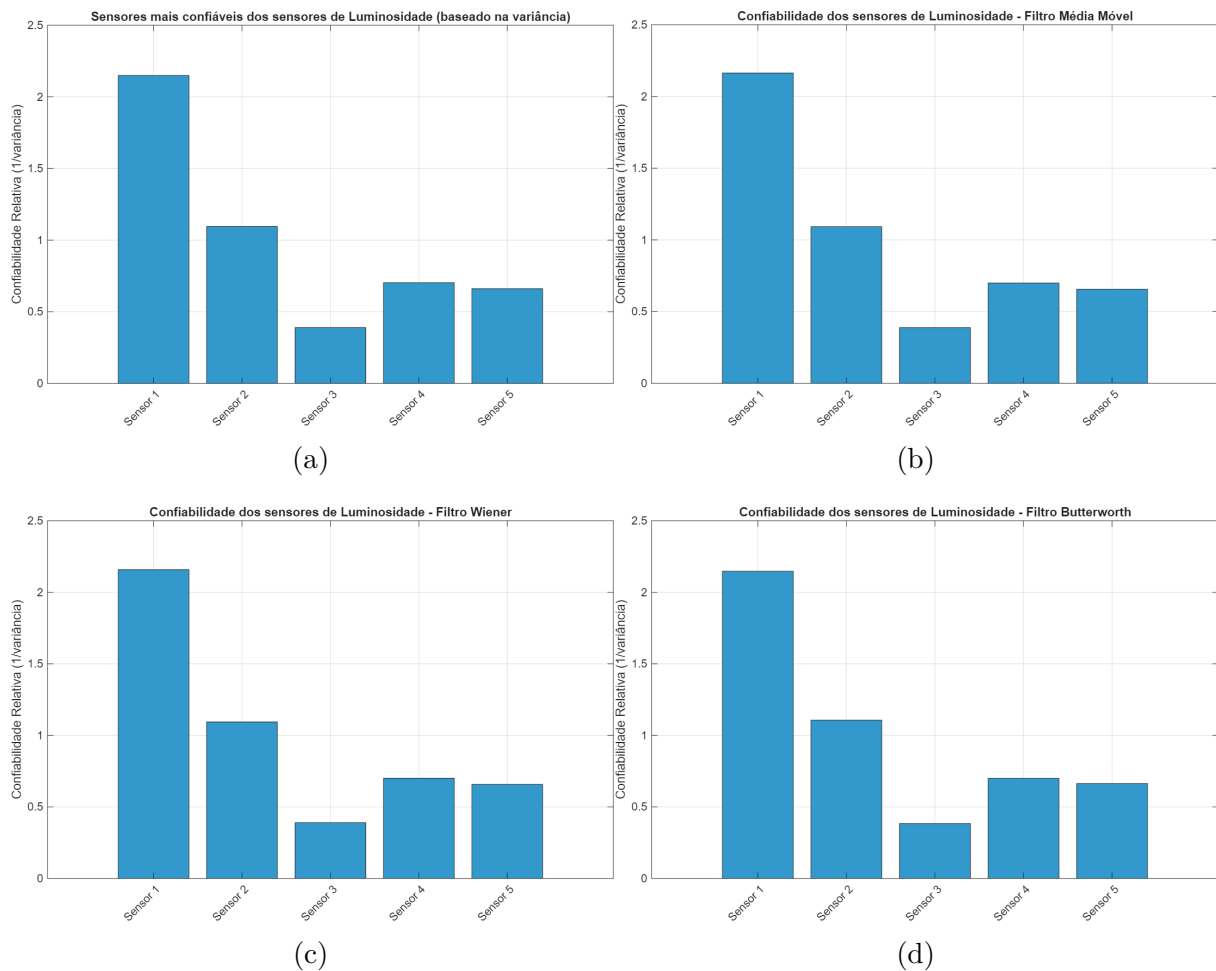 Sensores mais confiáveis dos sensores de Luminosidade (baseado na variância)
Confiabilidade Relativa (1/variância)
2.5
2
1.5
1
0.5
0
Sensor 1
Sensor 2
Sensor 3
Sensor 4
Sensor 5
(a)
Confiabilidade dos sensores de Luminosidade - Filtro Média Móvel
Confiabilidade Relativa (1/variância)
2.5
2
1.5
1
0.5
0
Sensor 1
Sensor 2
Sensor 3
Sensor 4
Sensor 5
(b)
Confiabilidade dos sensores de Luminosidade - Filtro Wiener
Confiabilidade Relativa (1/variância)
2.5
2
1.5
1
0.5
0
Sensor 1
Sensor 2
Sensor 3
Sensor 4
Sensor 5
(c)
Confiabilidade dos sensores de Luminosidade - Filtro Butterworth
Confiabilidade Relativa (1/variância)
2.5
2
1.5
1
0.5
0
Sensor 1
Sensor 2
Sensor 3
Sensor 4
Sensor 5
(d)